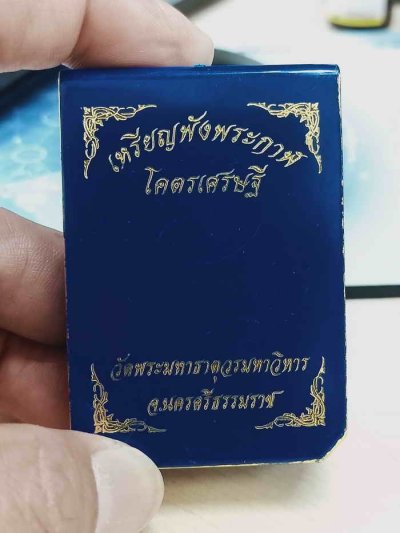 เหรียญพังพระกาฬ
โคตรเศรษฐี
วัดพระมหาธาตุวรมหาวิหาร
จ.นครศรีธรรมราช